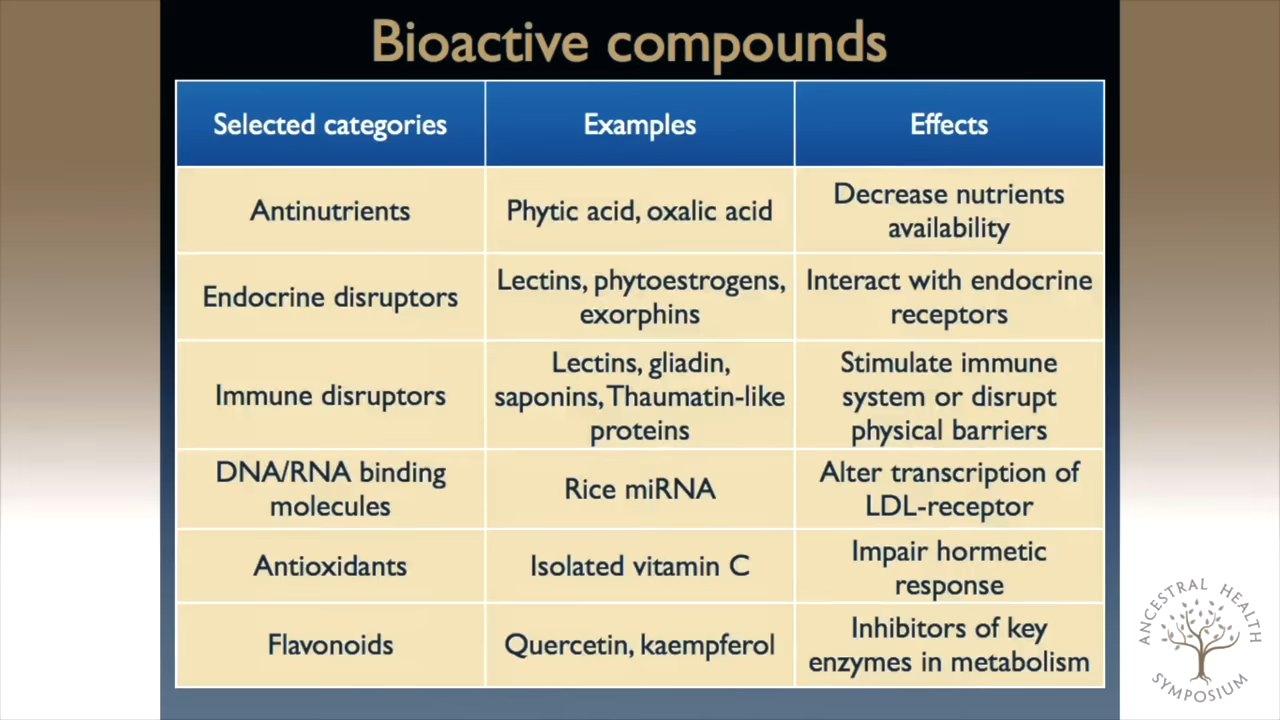 Bioactive compounds
Selected categories
Examples
Effects
Antinutrients
Phytic acid, oxalic acid
Decrease nutrients
availability
Endocrine disruptors
Lectins, phytoestrogens,
exorphins
Interact with endocrine
receptors
Immune disruptors
Lectins, gliadin,
saponins, Thaumatin-like
proteins
Stimulate immune
system or disrupt
physical barriers
DNA/RNA binding
molecules
Rice miRNA
Alter transcription of
LDL-receptor
Antioxidants
Isolated vitamin C
Impair hormetic
response
Flavonoids
Quercetin, kaempferol
Inhibitors of key
enzymes in metabolism
ANCESTRAL HEALTH
SYMPOSIUM